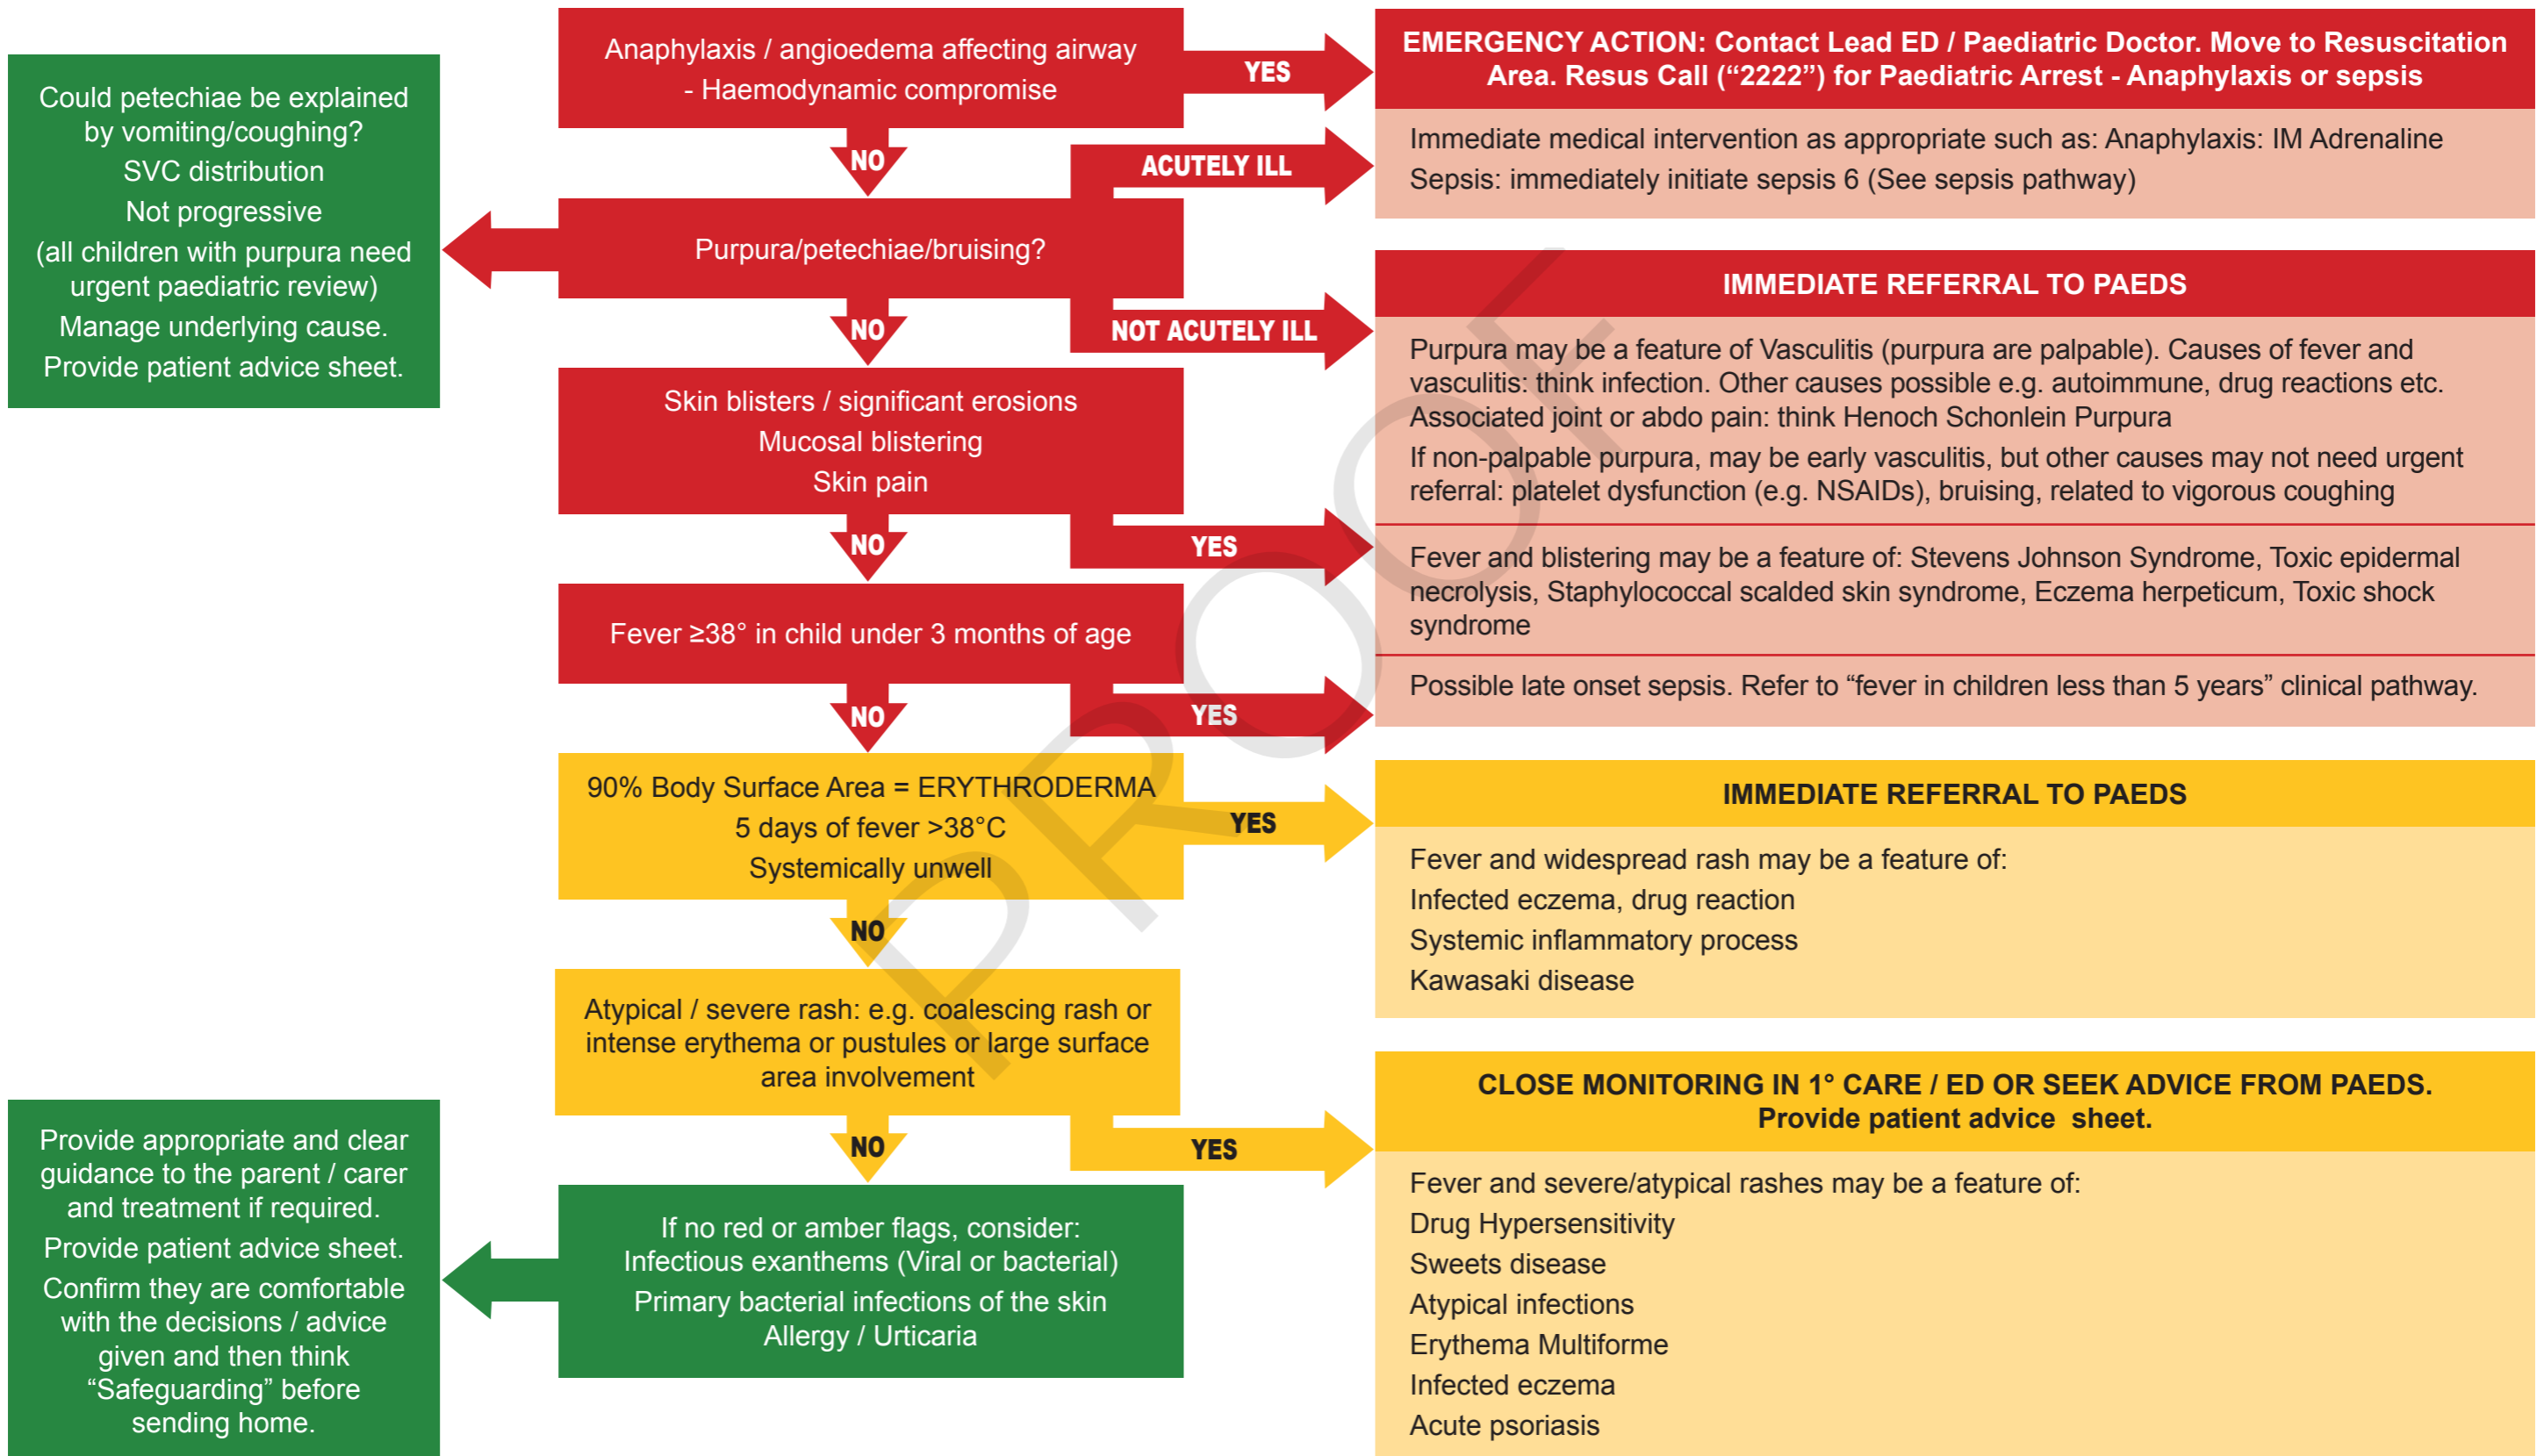 Anaphylaxis / angioedema affecting airway
- Haemodynamic compromise
YES
EMERGENCY ACTION: Contact Lead ED / Paediatric Doctor. Move to Resuscitation
Area. Resus Call (“2222”) for Paediatric Arrest - Anaphylaxis or sepsis
Immediate medical intervention as appropriate such as: Anaphylaxis: IM Adrenaline
Sepsis: immediately initiate sepsis 6 (See sepsis pathway)
NO
ACUTELY ILL
Could petechiae be explained
by vomiting/coughing?
SVC distribution
Not progressive
(all children with purpura need
urgent paediatric review)
Manage underlying cause.
Provide patient advice sheet.
Purpura/petechiae/bruising?
NO
NOT ACUTELY ILL
IMMEDIATE REFERRAL TO PAEDS
Purpura may be a feature of Vasculitis (purpura are palpable). Causes of fever and
vasculitis: think infection. Other causes possible e.g. autoimmune, drug reactions etc.
Associated joint or abdo pain: think Henoch Schonlein Purpura
If non-palpable purpura, may be early vasculitis, but other causes may not need urgent
referral: platelet dysfunction (e.g. NSAIDs), bruising, related to vigorous coughing
Skin blisters / significant erosions
Mucosal blistering
Skin pain
NO
YES
Fever and blistering may be a feature of: Stevens Johnson Syndrome, Toxic epidermal
necrolysis, Staphylococcal scalded skin syndrome, Eczema herpeticum, Toxic shock
syndrome
Fever ≥38° in child under 3 months of age
NO
YES
Possible late onset sepsis. Refer to “fever in children less than 5 years” clinical pathway.
90% Body Surface Area = ERYTHRODERMA
5 days of fever >38°C
Systemically unwell
YES
NO
IMMEDIATE REFERRAL TO PAEDS
Fever and widespread rash may be a feature of:
Infected eczema, drug reaction
Systemic inflammatory process
Kawasaki disease
Atypical / severe rash: e.g. coalescing rash or
intense erythema or pustules or large surface
area involvement
NO
YES
CLOSE MONITORING IN 1° CARE / ED OR SEEK ADVICE FROM PAEDS.
Provide patient advice sheet.
Fever and severe/atypical rashes may be a feature of:
Drug Hypersensitivity
Sweets disease
Atypical infections
Erythema Multiforme
Infected eczema
Acute psoriasis
If no red or amber flags, consider:
Infectious exanthems (Viral or bacterial)
Primary bacterial infections of the skin
Allergy / Urticaria
Provide appropriate and clear
guidance to the parent / carer
and treatment if required.
Provide patient advice sheet.
Confirm they are comfortable
with the decisions / advice
given and then think
“Safeguarding” before
sending home.
PROOF